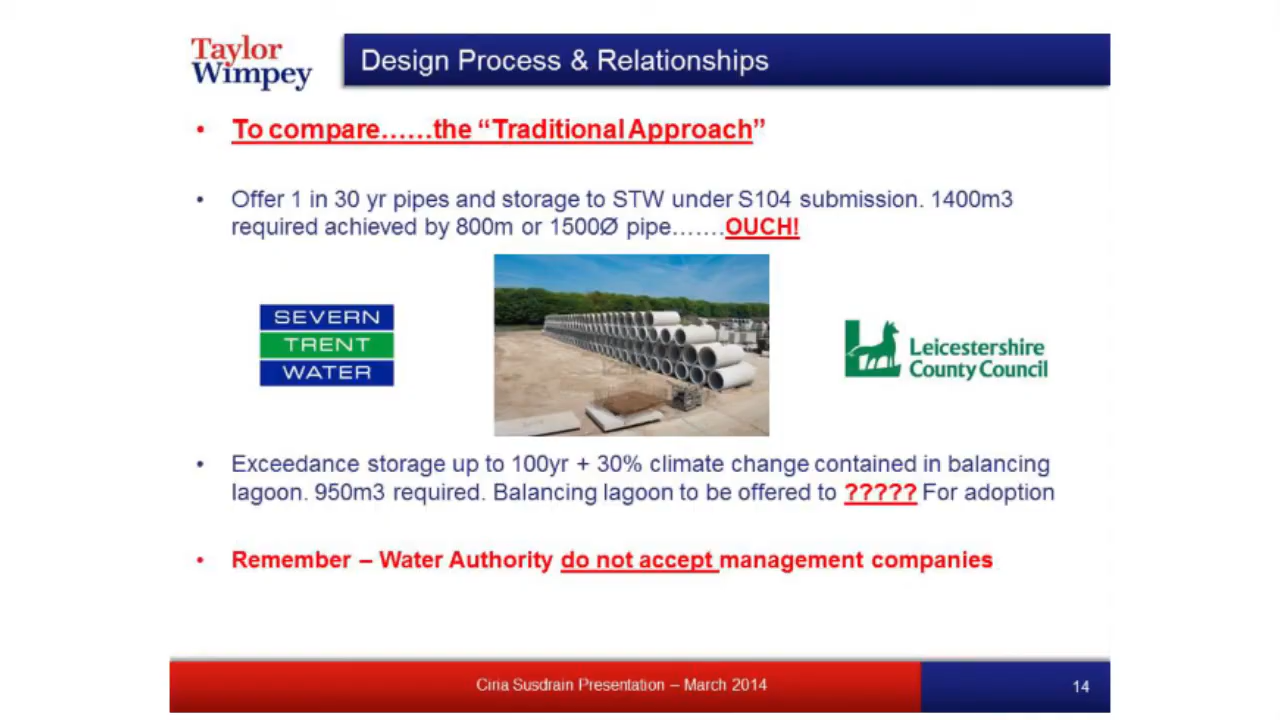 Taylor
Wimpey
Design Process & Relationships
• To compare……the “Traditional Approach”
• Offer 1 in 30 yr pipes and storage to STW under S104 submission. 1400m3
required achieved by 800m or 1500Ø pipe…….OUCH!
SEVERN
TRENT
WATER
Leicestershire
County Council
• Exceedance storage up to 100yr + 30% climate change contained in balancing
lagoon. 950m3 required. Balancing lagoon to be offered to ????? For adoption
• Remember – Water Authority do not accept management companies
Ciria Susdrain Presentation – March 2014
14